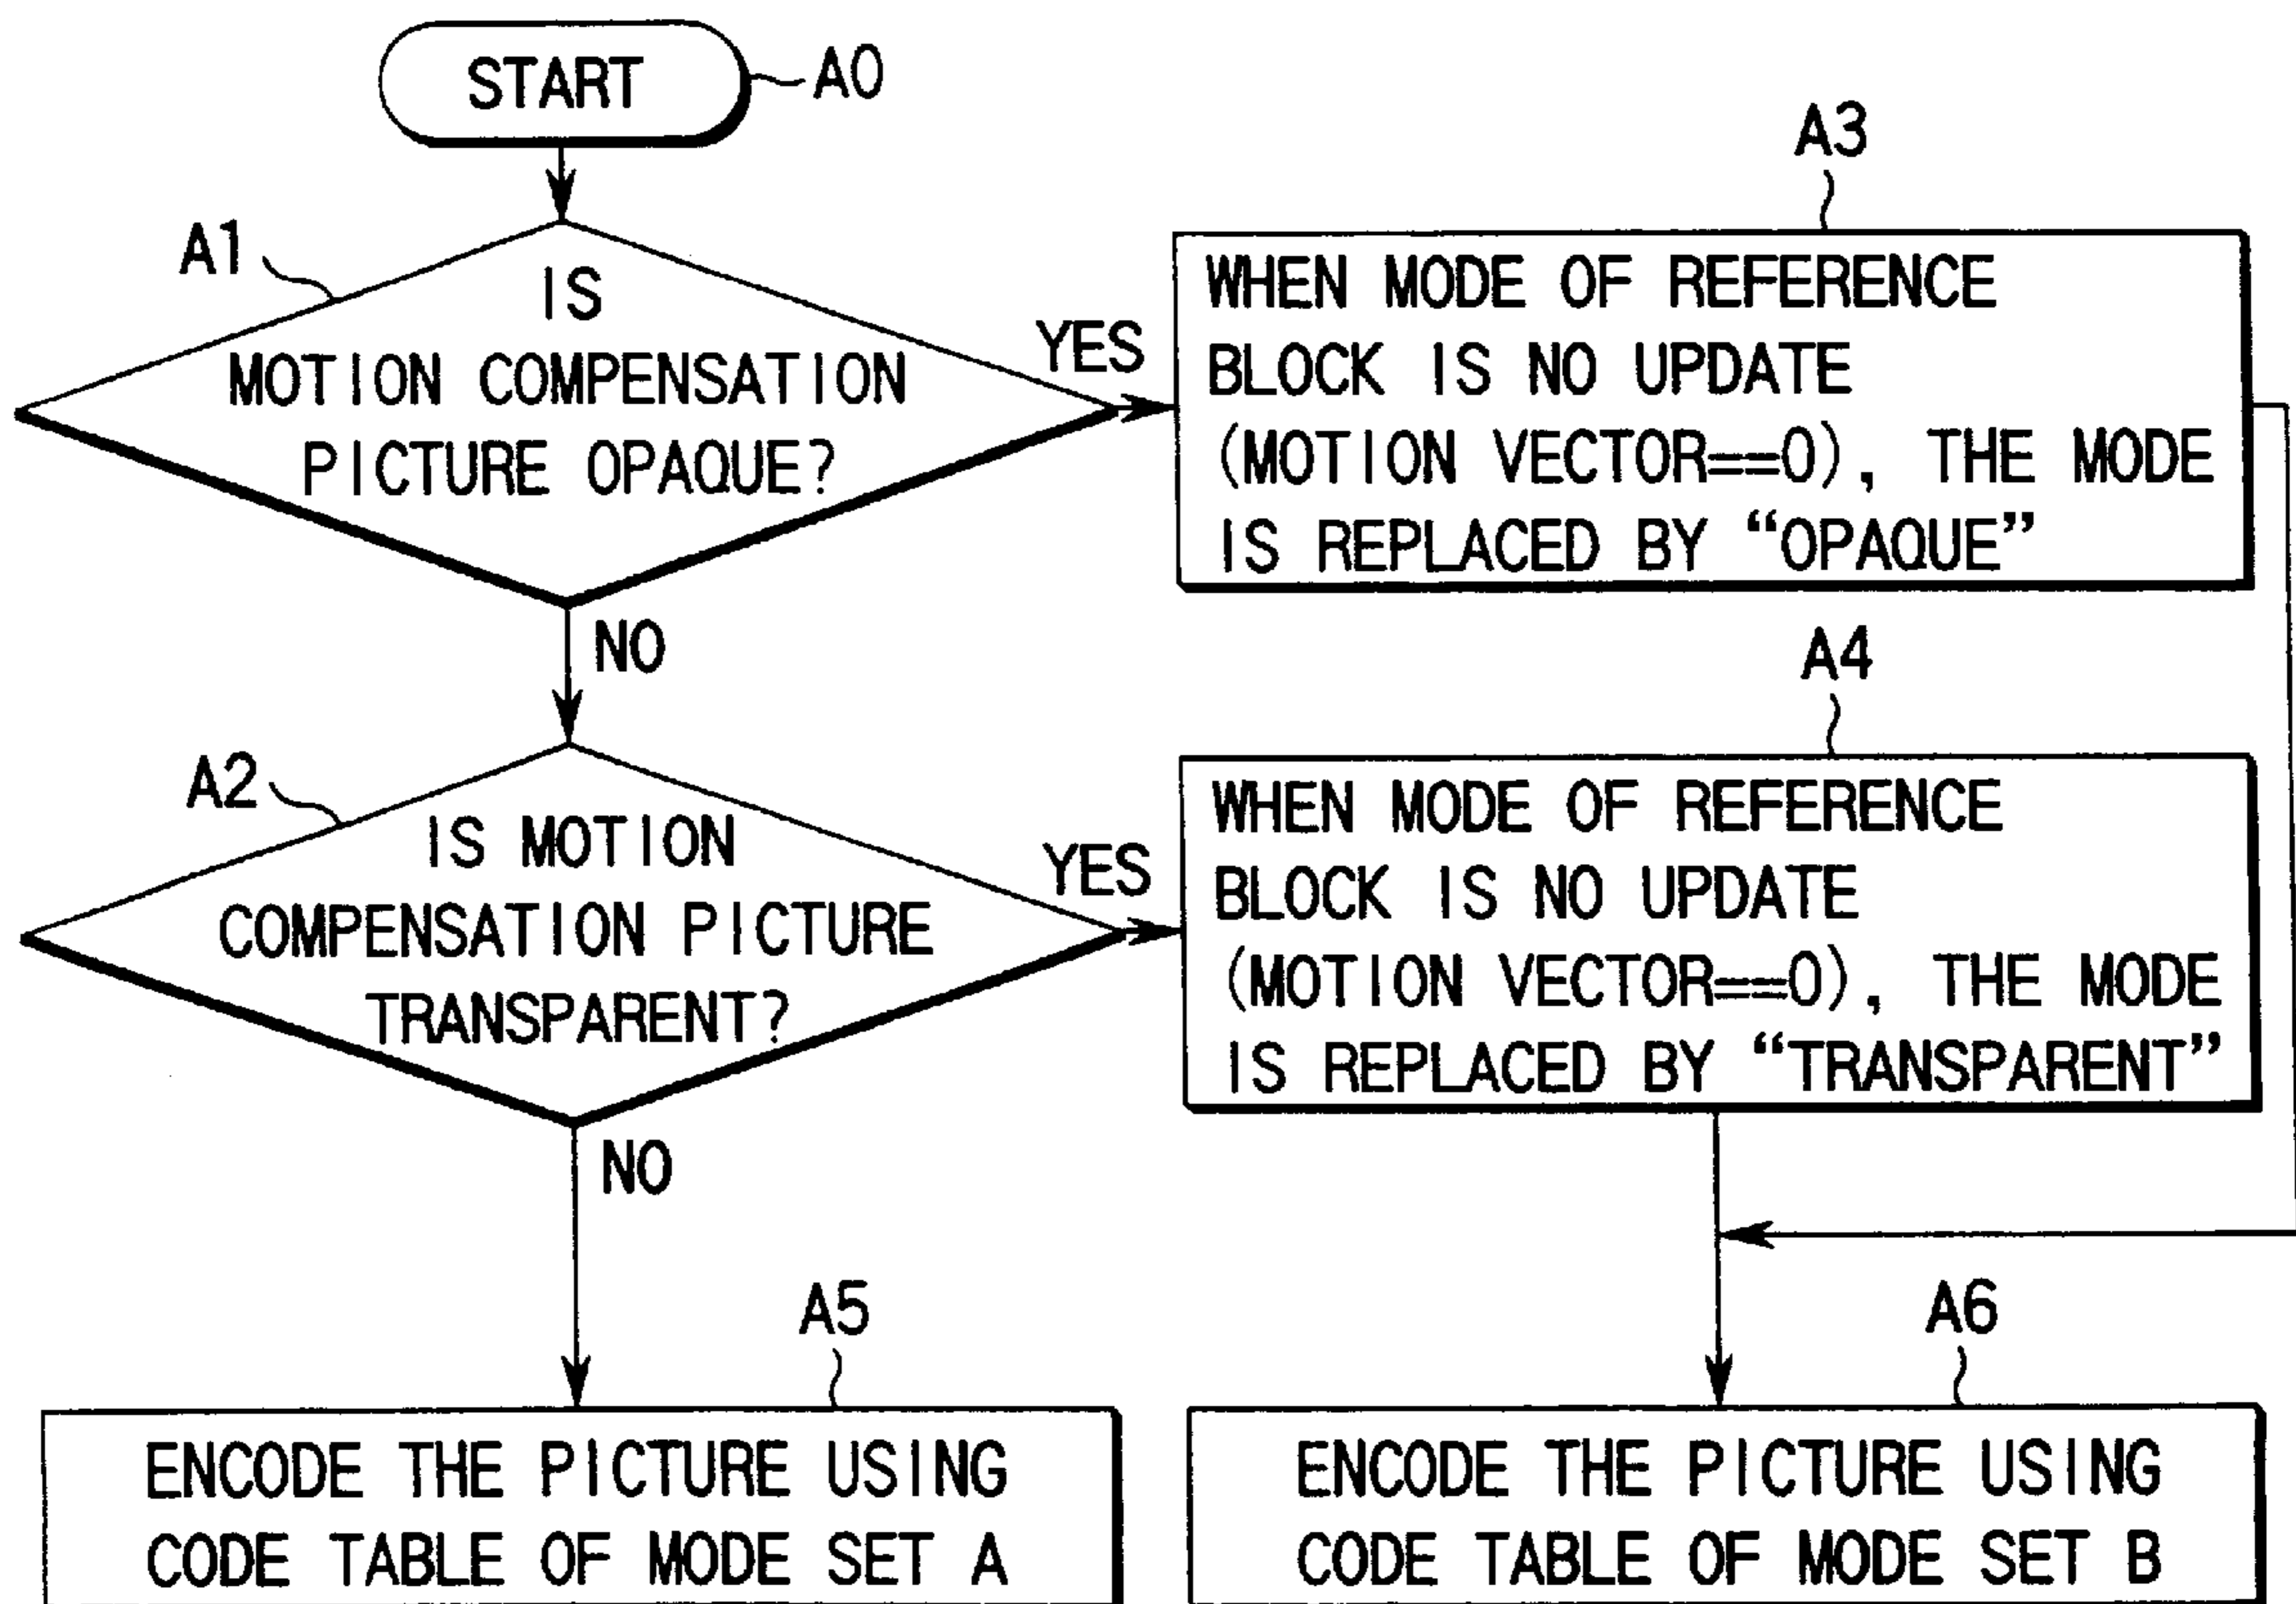 START
A0
A1
IS
MOTION COMPENSATION
PICTURE OPAQUE?
YES
NO
A3
WHEN MODE OF REFERENCE
BLOCK IS NO UPDATE
(MOTION VECTOR==0), THE MODE
IS REPLACED BY “OPAQUE”
A2
IS MOTION
COMPENSATION PICTURE
TRANSPARENT?
YES
NO
A4
WHEN MODE OF REFERENCE
BLOCK IS NO UPDATE
(MOTION VECTOR==0), THE MODE
IS REPLACED BY “TRANSPARENT”
A5
ENCODE THE PICTURE USING
CODE TABLE OF MODE SET A
A6
ENCODE THE PICTURE USING
CODE TABLE OF MODE SET B